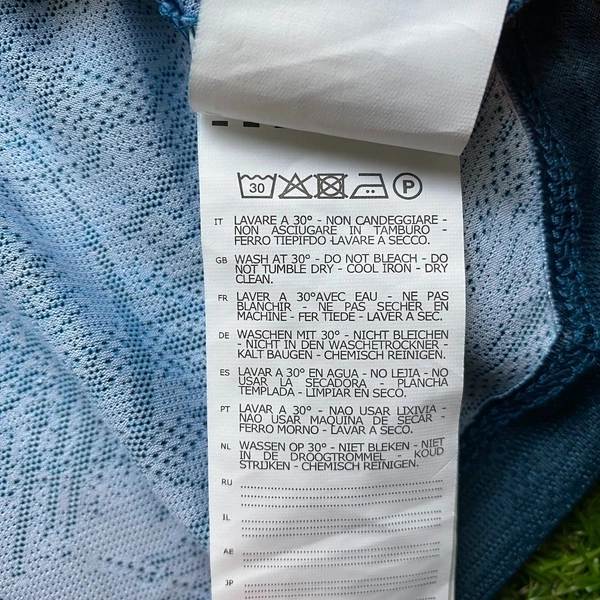 30 P
IT LAVARE A 30° - NON CANDEGGIARE -
NON ASCIUGARE IN TAMBURO -
FERRO TIEPIFDO -LAVARE A SECCO.
GB WASH AT 30° - DO NOT BLEACH - DO
NOT TUMBLE DRY - COOL IRON - DRY
CLEAN.
FR LAVER A 30°AVEC EAU - NE PAS
BLANCHIR - NE PAS SECHER EN
MACHINE - FER TIEDE - LAVER A SEC.
DE WASCHEN MIT 30° - NICHT BLEICHEN
- NICHT IN DEN WASCHETROCKNER -
KALT BAUGEN - CHEMISCH REINIGEN.
ES LAVAR A 30° EN AGUA - NO LEJIA - NO
USAR LA SECADORA - PLANCHA
TEMPLADA - LIMPIAR EN SECO.
PT LAVAR A 30° - NAO USAR LIXIVIA -
NAO USAR MAQUINA DE SECAR -
FERRO MORNO - LAVAR A SECO.
NL WASSEN OP 30° - NIET BLEKEN - NIET
IN DE DROOGTROMMEL - KOUD
STRIJKEN - CHEMISCH REINIGEN.
RU
IL
AE
JP